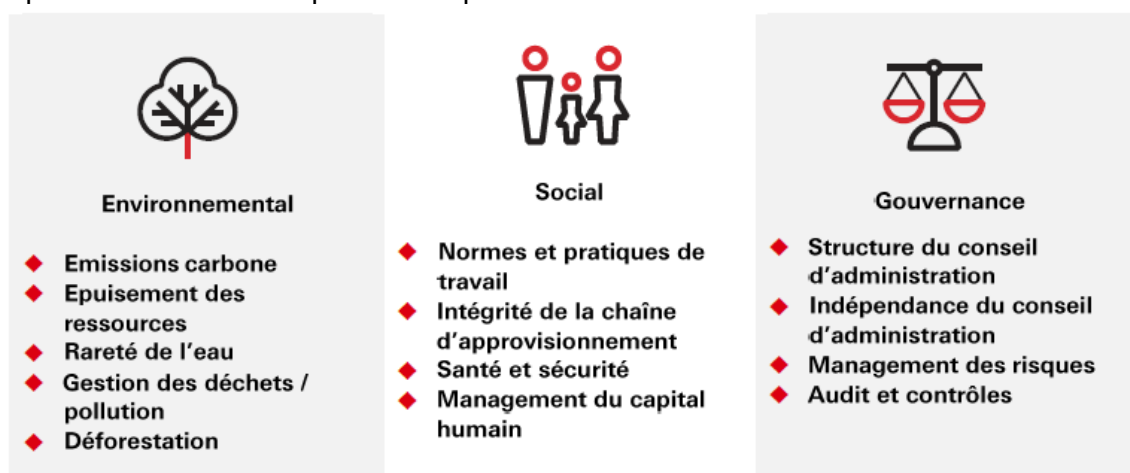 Environnemental
Emissions carbone
Epuisement des
ressources
Rareté de l'eau
Gestion des déchets /
pollution
Déforestation
Social
Normes et pratiques de
travail
Intégrité de la chaîne
d'approvisionnement
Santé et sécurité
Management du capital
humain
Gouvernance
Structure du conseil
d'administration
Indépendance du conseil
d'administration
Management des risques
Audit et contrôles